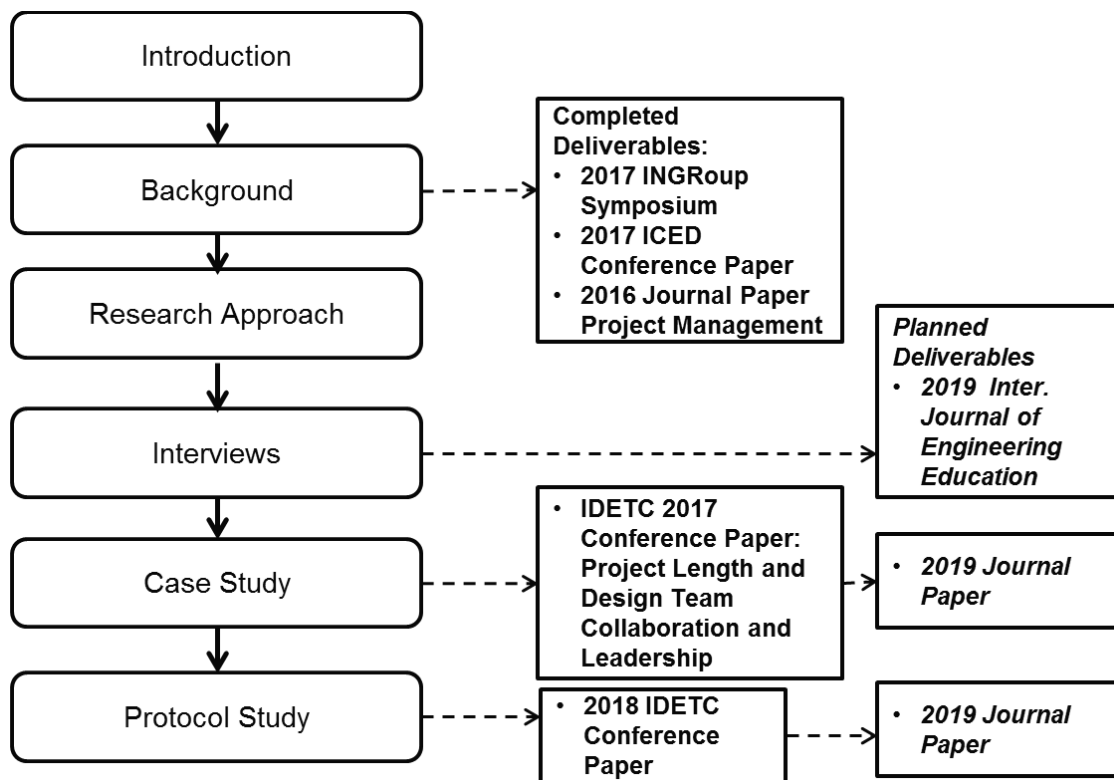 Introduction
Background
Completed
Deliverables:
• 2017 INGRoup
Symposium
• 2017 ICED
Conference Paper
• 2016 Journal Paper
Project Management
Research Approach
Planned
Deliverables
• 2019 Inter.
Journal of
Engineering
Education
Interviews
Case Study
• IDETC 2017
Conference Paper:
Project Length and
Design Team
Collaboration and
Leadership
• 2019 Journal
Paper
Protocol Study
• 2018 IDETC
Conference
Paper
• 2019 Journal
Paper